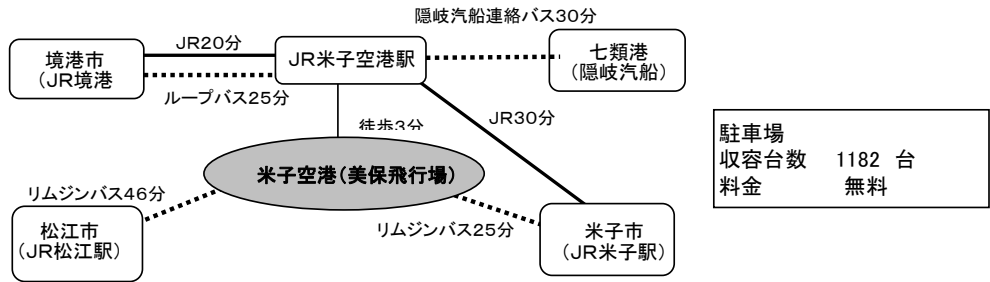 隠岐汽船連絡バス30分
境港市
(JR境港
JR20分
JR米子空港駅
七類港
(隠岐汽船)
ループバス25分
徒歩3分
JR30分
駐車場
収容台数 1182 台
料金 無料
米子空港(美保飛行場)
リムジンバス46分
松江市
(JR松江駅)
リムジンバス25分
米子市
(JR米子駅)